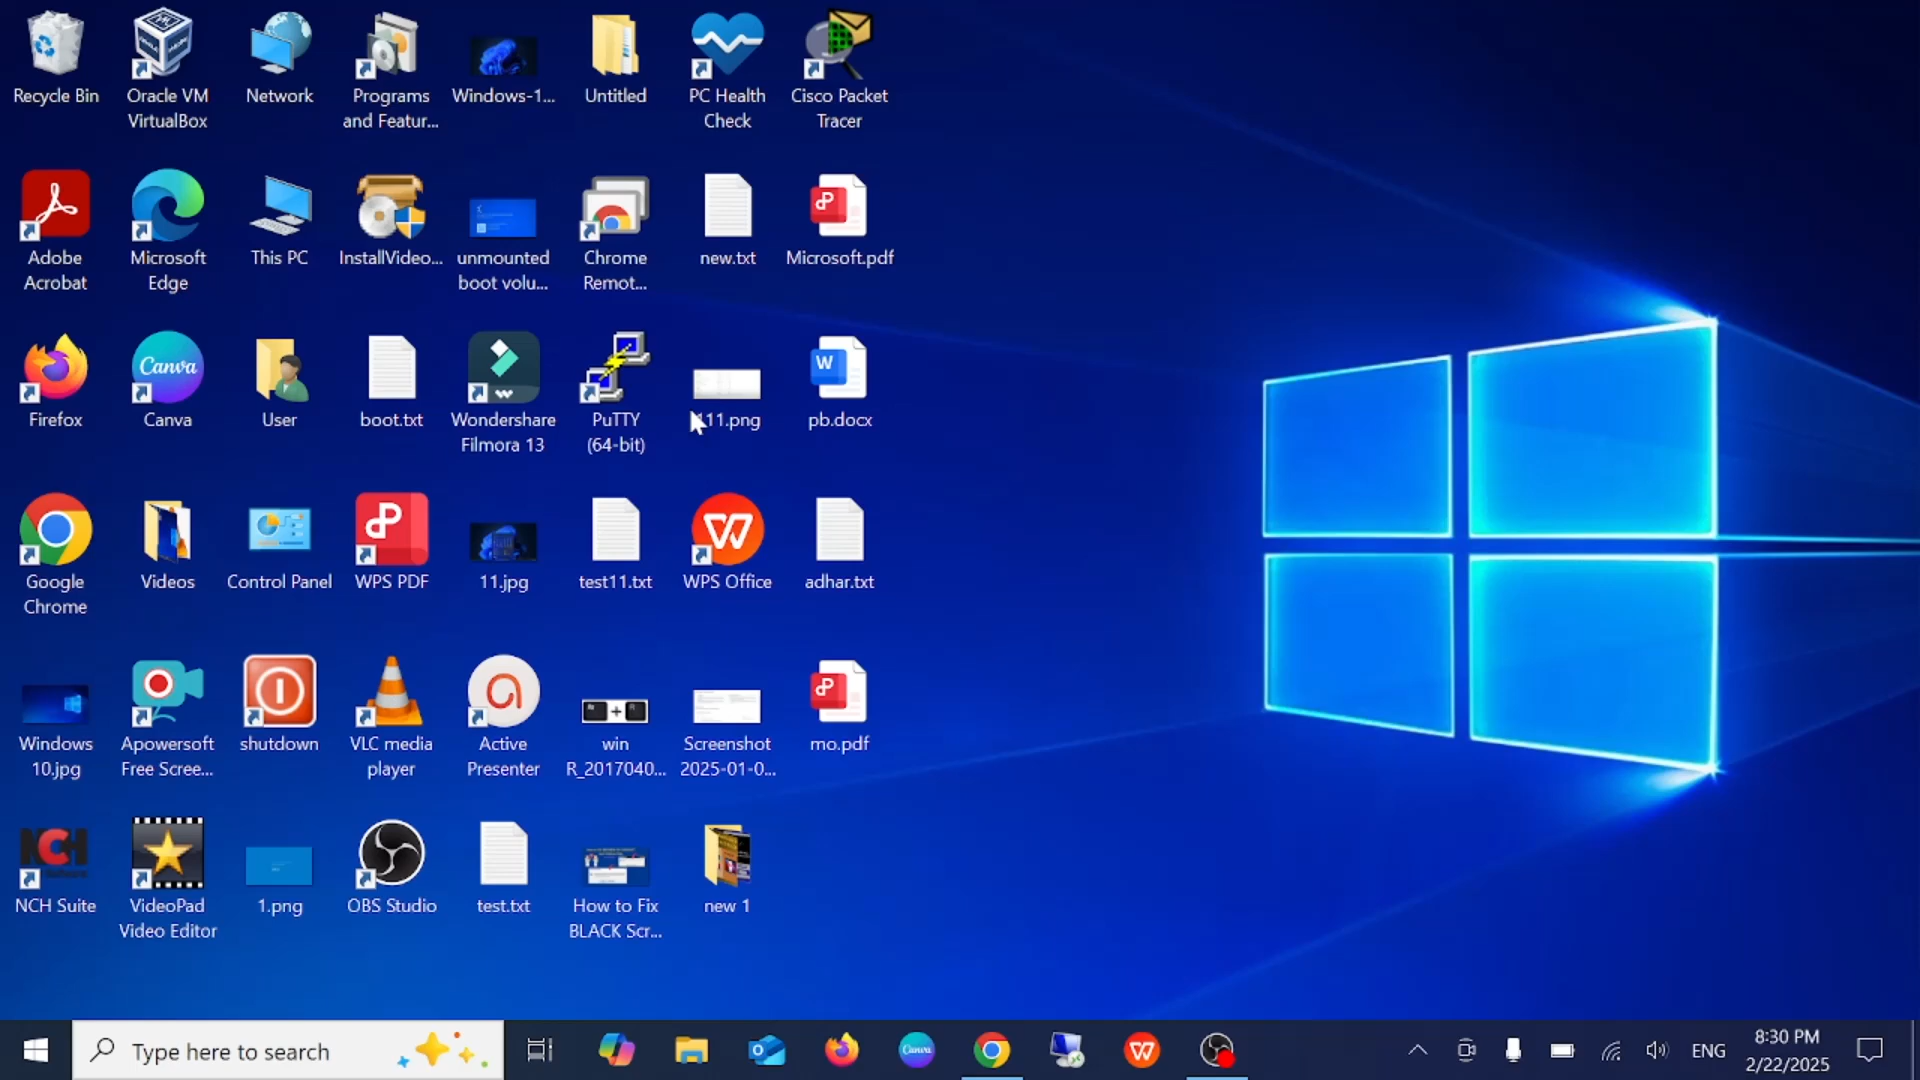 Recycle Bin
Oracle VM
VirtualBox
Network
Programs
and Featur...
Windows-1...
Untitled
PC Health
Check
Cisco Packet
Tracer
Adobe
Acrobat
Microsoft
Edge
This PC
InstallVideo...
unmounted
boot volu...
Chrome
Remot...
new.txt
Microsoft.pdf
Firefox
Canva
Canva
User
boot.txt
Wondershare
Filmora 13
PuTTY
(64-bit)
11.png
W
pb.docx
Google
Chrome
Videos
Control Panel
WPS PDF
11.jpg
test11.txt
W
WPS Office
adhar.txt
Windows
10.jpg
Apowersoft
Free Scree...
shutdown
VLC media
player
Active
Presenter
+
win
R_2017040...
Screenshot
2025-01-0...
mo.pdf
NCH
NCH Suite
VideoPad
Video Editor
1.png
OBS Studio
test.txt
How to Fix
BLACK Scr...
new 1
Type here to search
Canva
W
ENG
8:30 PM
2/22/2025